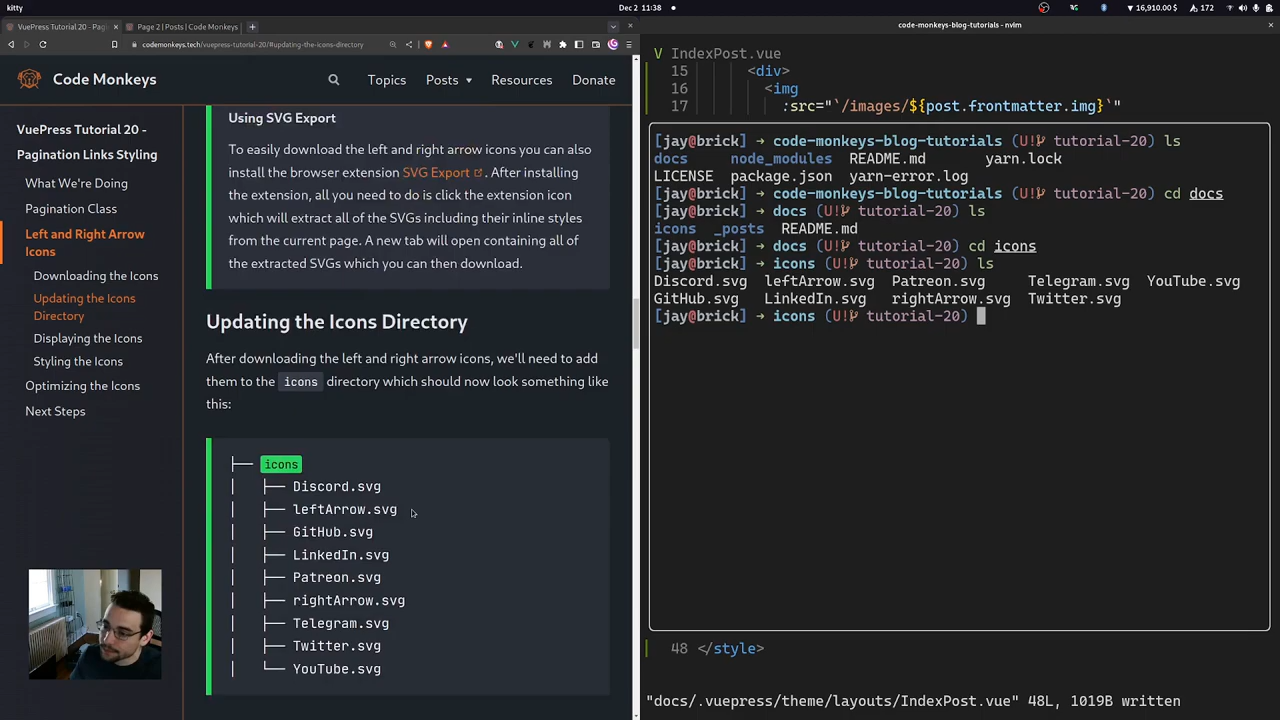 kitty
Dec 2 11:38
16,910.00
172
VuePress Tutorial 20 - Pag
Page 2 | Posts | Code Monkeys
codemonkeys.tech/vuepress-tutorial-20/#updating-the-icons-directory
Code Monkeys
Topics
Posts
Resources
Donate
VuePress Tutorial 20 -
Pagination Links Styling
What We're Doing
Pagination Class
Left and Right Arrow
Icons
Downloading the Icons
Updating the Icons
Directory
Displaying the Icons
Styling the Icons
Optimizing the Icons
Next Steps
Using SVG Export
To easily download the left and right arrow icons you can also
install the browser extension SVG Export. After installing
the extension, all you need to do is click the extension icon
which will extract all of the SVGs including their inline styles
from the current page. A new tab will open containing all of
the extracted SVGs which you can then download.
Updating the Icons Directory
After downloading the left and right arrow icons, we'll need to add
them to the icons directory which should now look something like
this:
├── icons
│   ├── Discord.svg
│   ├── leftArrow.svg
│   ├── GitHub.svg
│   ├── LinkedIn.svg
│   ├── Patreon.svg
│   ├── rightArrow.svg
│   ├── Telegram.svg
│   ├── Twitter.svg
│   └── YouTube.svg
code-monkeys-blog-tutorials - nvim
V IndexPost.vue
15 <div>
16 <img
17 :src="`/images/${post.frontmatter.img}`"
[jay@brick] → code-monkeys-blog-tutorials (U! tutorial-20) ls
docs node_modules README.md yarn.lock
LICENSE package.json yarn-error.log
[jay@brick] → code-monkeys-blog-tutorials (U! tutorial-20) cd docs
[jay@brick] → docs (U! tutorial-20) ls
icons _posts README.md
[jay@brick] → docs (U! tutorial-20) cd icons
[jay@brick] → icons (U! tutorial-20) ls
Discord.svg leftArrow.svg Patreon.svg Telegram.svg YouTube.svg
GitHub.svg LinkedIn.svg rightArrow.svg Twitter.svg
[jay@brick] → icons (U! tutorial-20)
48 </style>
"docs/.vuepress/theme/layouts/IndexPost.vue" 48L, 1019B written